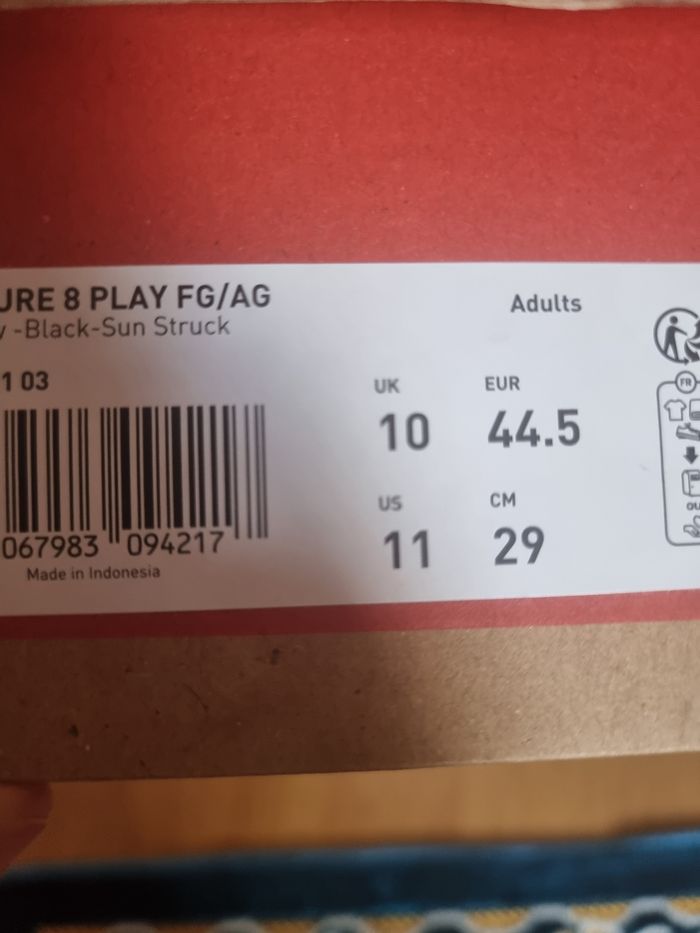 URE 8 PLAY FG/AG
-Black-Sun Struck
Adults
1 03
UK
EUR
10
44.5
US
CM
11
29
067983 094217
Made in Indonesia
FR